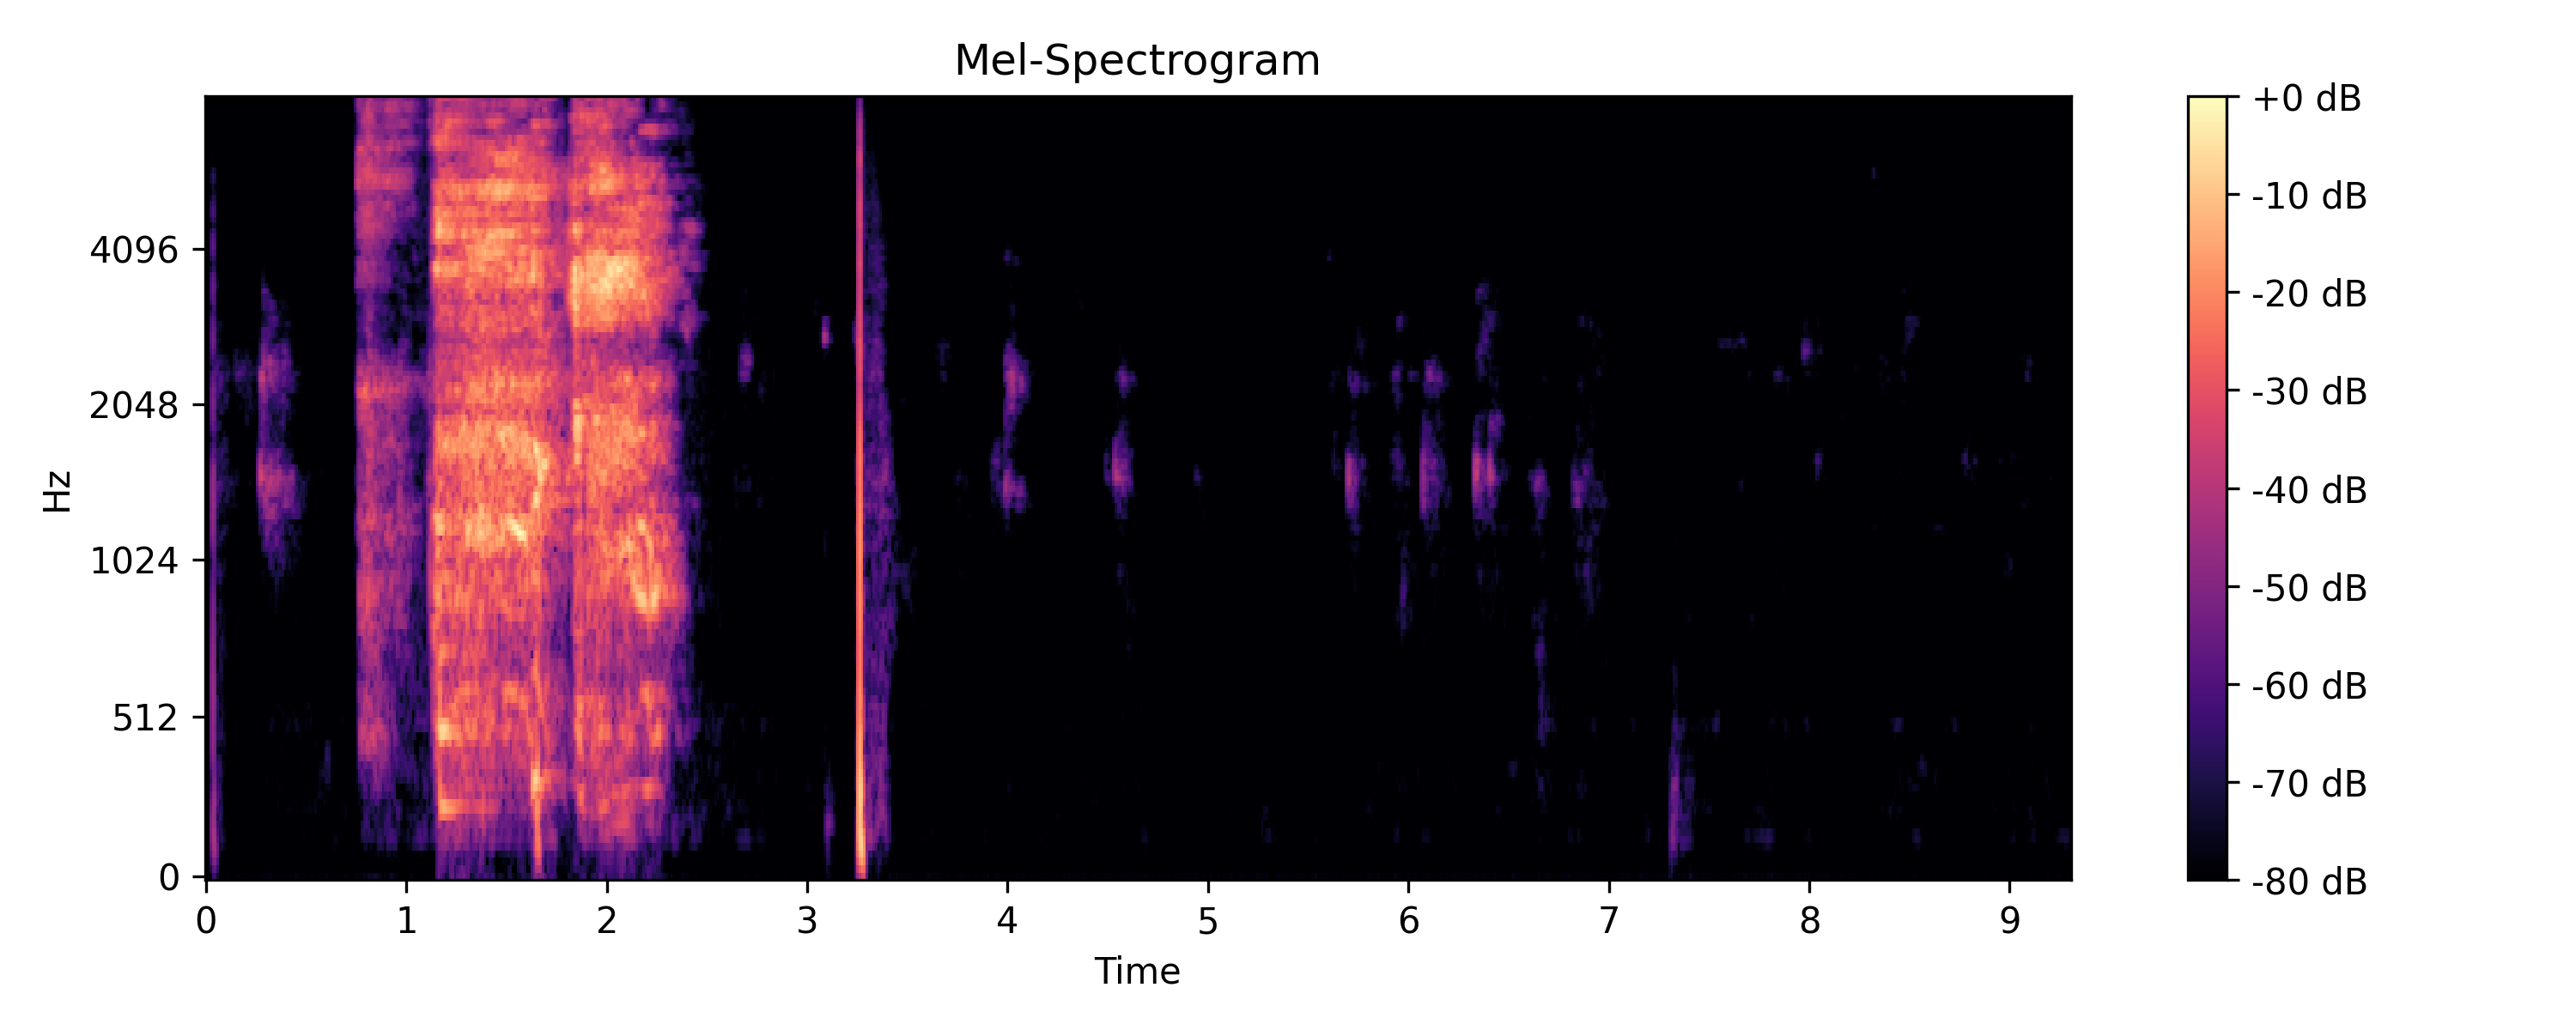 Mel-Spectrogram
+0 dB
-10 dB
-20 dB
-30 dB
-40 dB
-50 dB
-60 dB
-70 dB
-80 dB
4096
2048
1024
512
0
Hz
0 1 2 3 4 5 6 7 8 9
Time